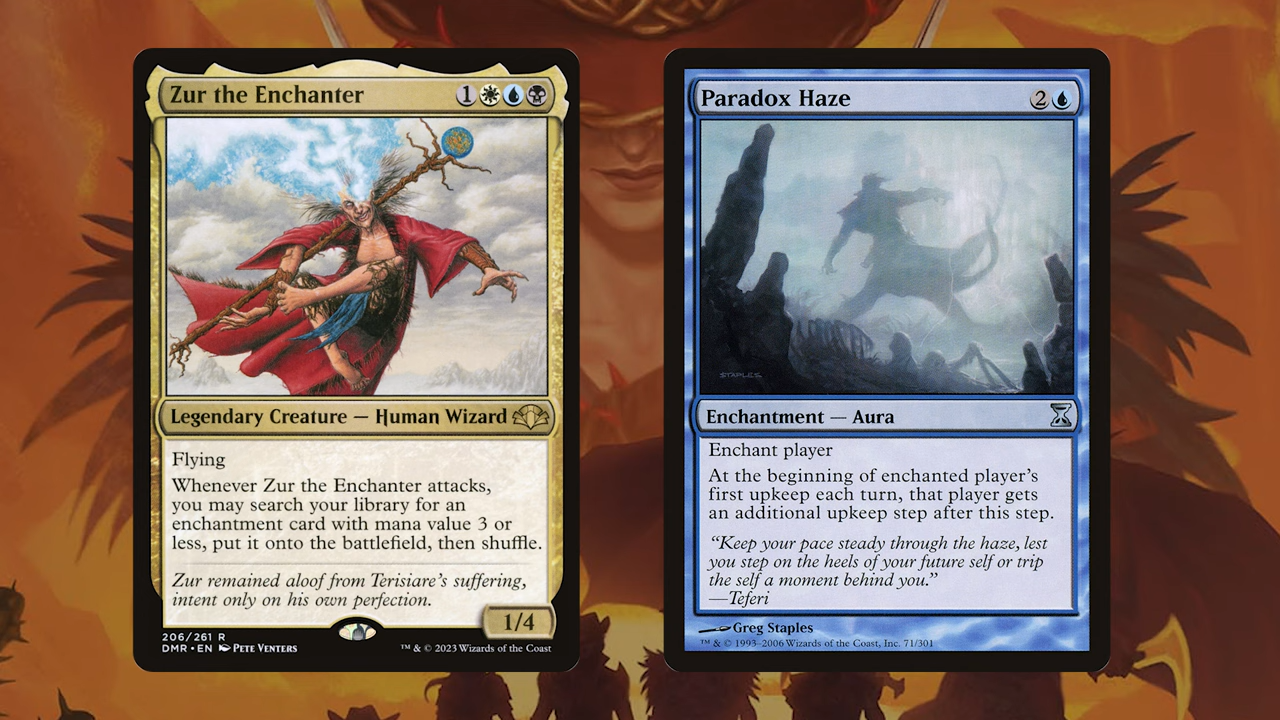 Zur the Enchanter
1
Legendary Creature — Human Wizard
Flying
Whenever Zur the Enchanter attacks,
you may search your library for an
enchantment card with mana value 3 or
less, put it onto the battlefield, then shuffle.
Zur remained aloof from Terisiare's suffering,
intent only on his own perfection.
1/4
206/261 R
DMR • EN Pete Venters
™ & © 2023 Wizards of the Coast
Paradox Haze
2
STAPLES
Enchantment — Aura
Enchant player
At the beginning of enchanted player's
first upkeep each turn, that player gets
an additional upkeep step after this step.
“Keep your pace steady through the haze, lest
you step on the heels of your future self or trip
the self a moment behind you.”
—Teferi
Greg Staples
™ & © 1993–2006 Wizards of the Coast, Inc. 71/301